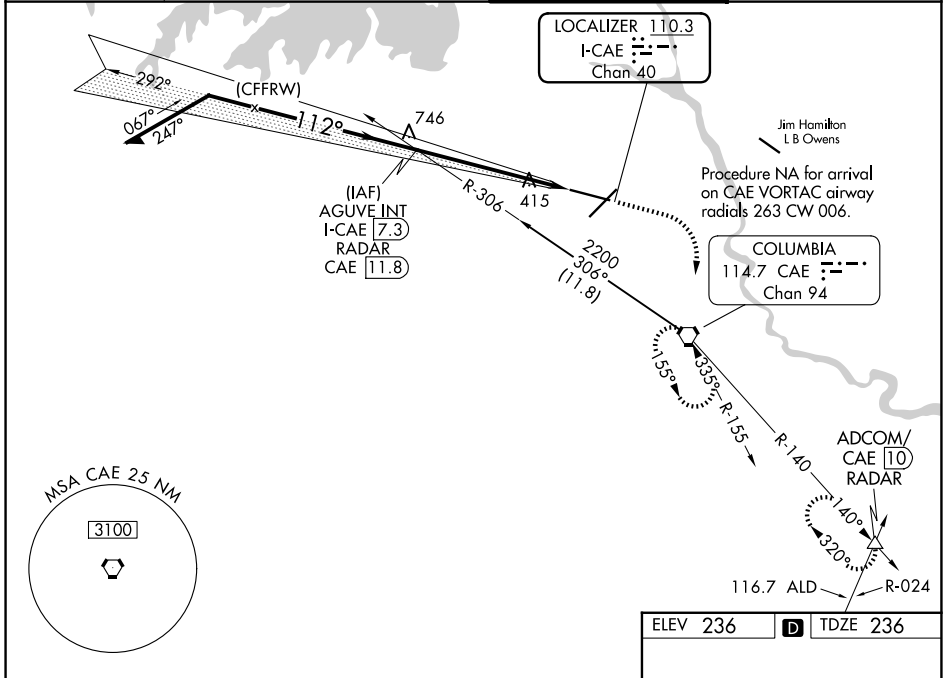 LOCALIZER 110.3
I-CAE
Chan 40
292°
(CFFRW)
067°
247°
112°
746
(IAF)
AGUVE INT
I-CAE 7.3
RADAR
CAE 11.8
R-306
415
Jim Hamilton
L B Owens
Procedure NA for arrival
on CAE VORTAC airway
radials 263 CW 006.
2200
306°
(11.8)
COLUMBIA
114.7 CAE
Chan 94
155°
335°
R-155
R-140
ADCOM/
CAE 10
RADAR
140°
320°
116.7 ALD
R-024
MSA CAE 25 NM
3100
ELEV 236 D TDZE 236